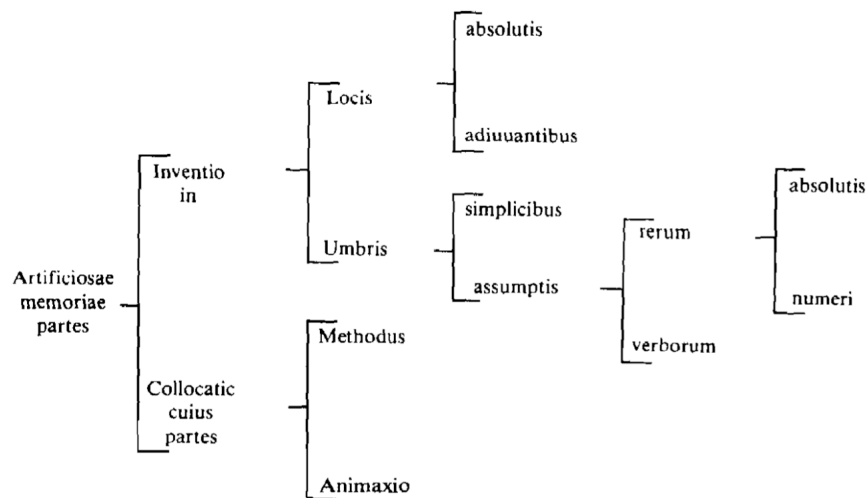 Artificiosae
memoriae
partes
Inventio
in
Locis
absolutis
adiuuantibus
Umbris
simplicibus
assumptis
rerum
absolutis
numeri
verborum
Collocatic
cuius
partes
Methodus
Animaxio